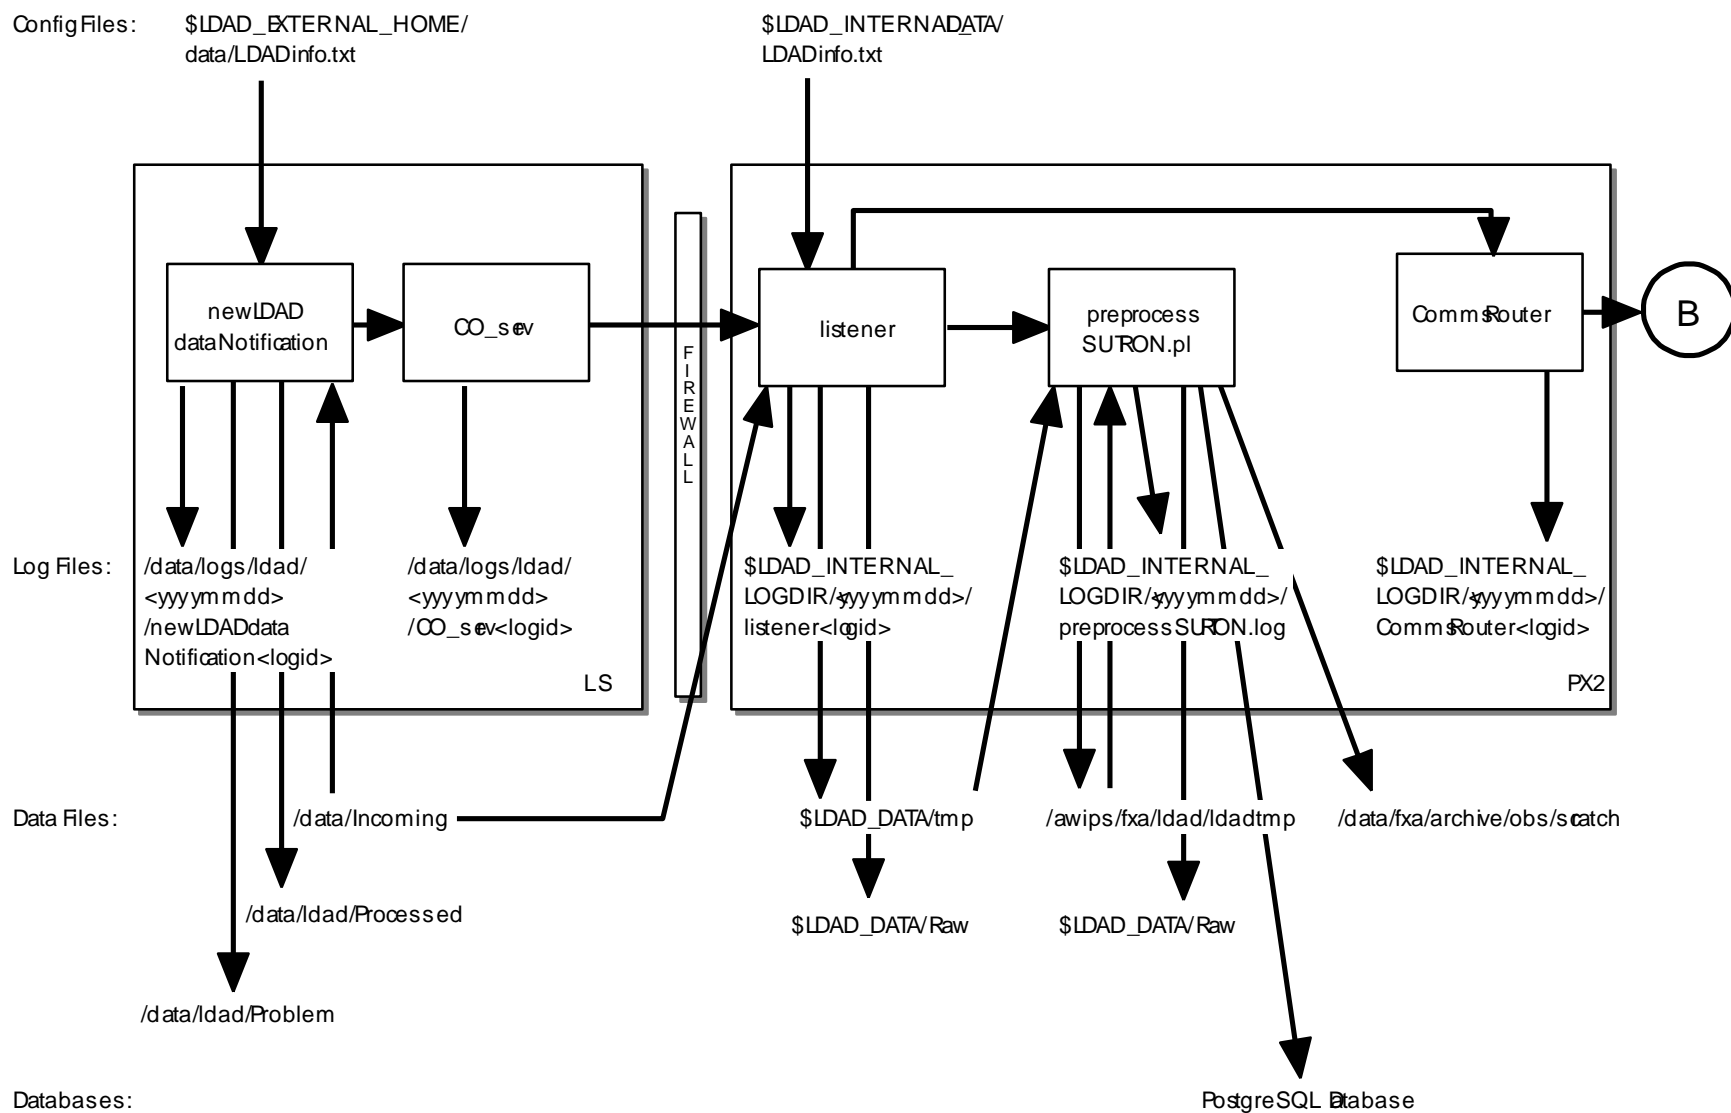 Config Files:
$LDAD_EXTERNAL_HOME/
data/LDADinfo.txt
$LDAD_INTERNALDATA/
LDADinfo.txt
newLDAD
dataNotification
CO_serv
FIREWALL
listener
preprocess
SUTRON.pl
CommsRouter
B
Log Files:
/data/logs/ldad/
<yyyymmdd>
/newLDADdata
Notification<logid>
/data/logs/ldad/
<yyyymmdd>
/CO_serv<logid>
$LDAD_INTERNAL_
LOGDIR/<yyyymmdd>/
listener<logid>
$LDAD_INTERNAL_
LOGDIR/<yyyymmdd>/
preprocessSUTRON.log
$LDAD_INTERNAL_
LOGDIR/<yyyymmdd>/
CommsRouter<logid>
LS
PX2
Data Files:
/data/Incoming
$LDAD_DATA/tmp
/awips/fxa/ldad/ldadtmp
/data/fxa/archive/obs/scratch
/data/ldad/Processed
$LDAD_DATA/Raw
$LDAD_DATA/Raw
/data/ldad/Problem
Databases:
PostgreSQL Database